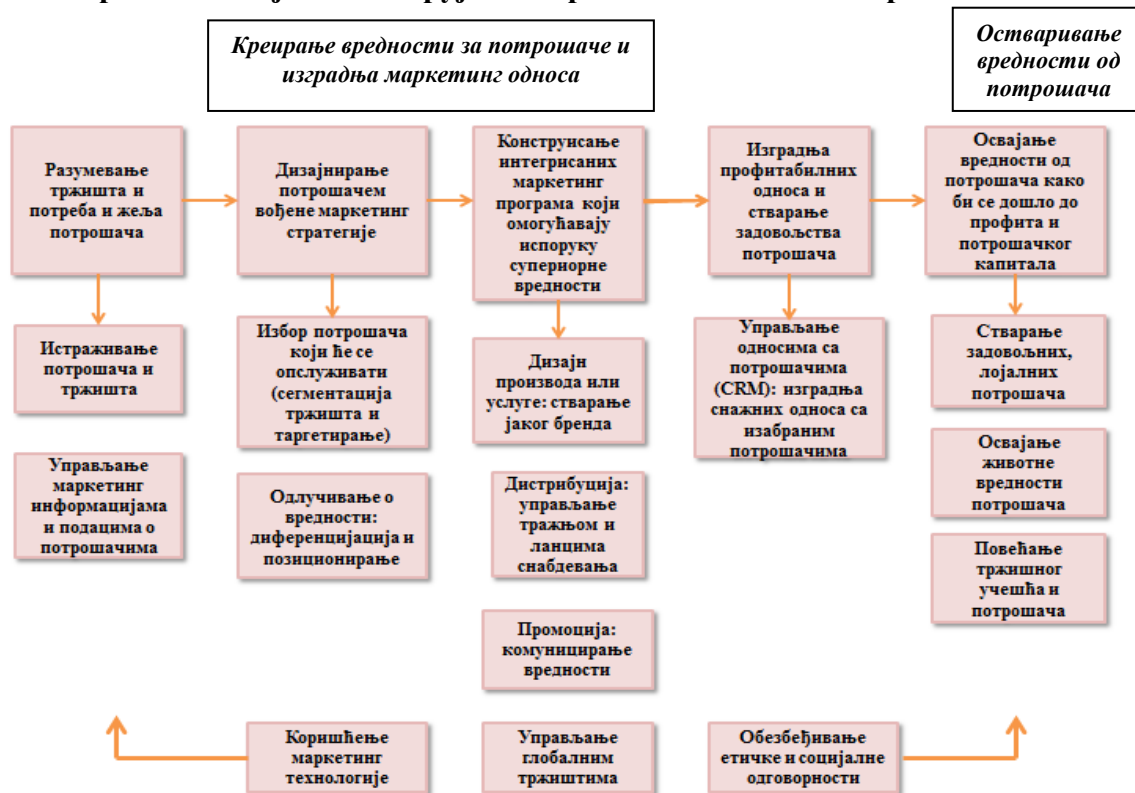 Креирање вредности за потрошаче и
изградња маркетинг односа
Остваривање
вредности од
потрошача
Разумевање
тржишта и
потреба и жеља
потрошача
Дизајнирање
потрошачем
вођене маркетинг
стратегије
Конструисање
интегрисаних
маркетинг
програма који
омогућавају
испоруку
супериорне
вредности
Изградња
профитабилних
односа и
стварање
задовољства
потрошача
Освајање
вредности од
потрошача како
би се дошло до
профита и
потрошачког
капитала
Истраживање
потрошача и
тржишта
Избор потрошача
који ће се
опслуживати
(сегментација
тржишта и
таргетирање)
Дизајн
производа или
услуге: стварање
јаког бренда
Управљање
односима са
потрошачима
(CRM): изградња
снажних односа са
изабраним
потрошачима
Стварање
задовољних,
лојалних
потрошача
Управљање
маркетинг
информацијама
и подацима о
потрошачима
Одлучивање о
вредности:
диференцијација и
позиционирање
Дистрибуција:
управљање
тражњом и
ланцима
снабдевања
Освајање
животне
вредности
потрошача
Повећање
тржишног
учешћа и
потрошача
Промоција:
комуницирање
вредности
Коришћење
маркетинг
технологије
Управљање
глобалним
тржиштима
Обезбеђивање
етичке и социјалне
одговорности